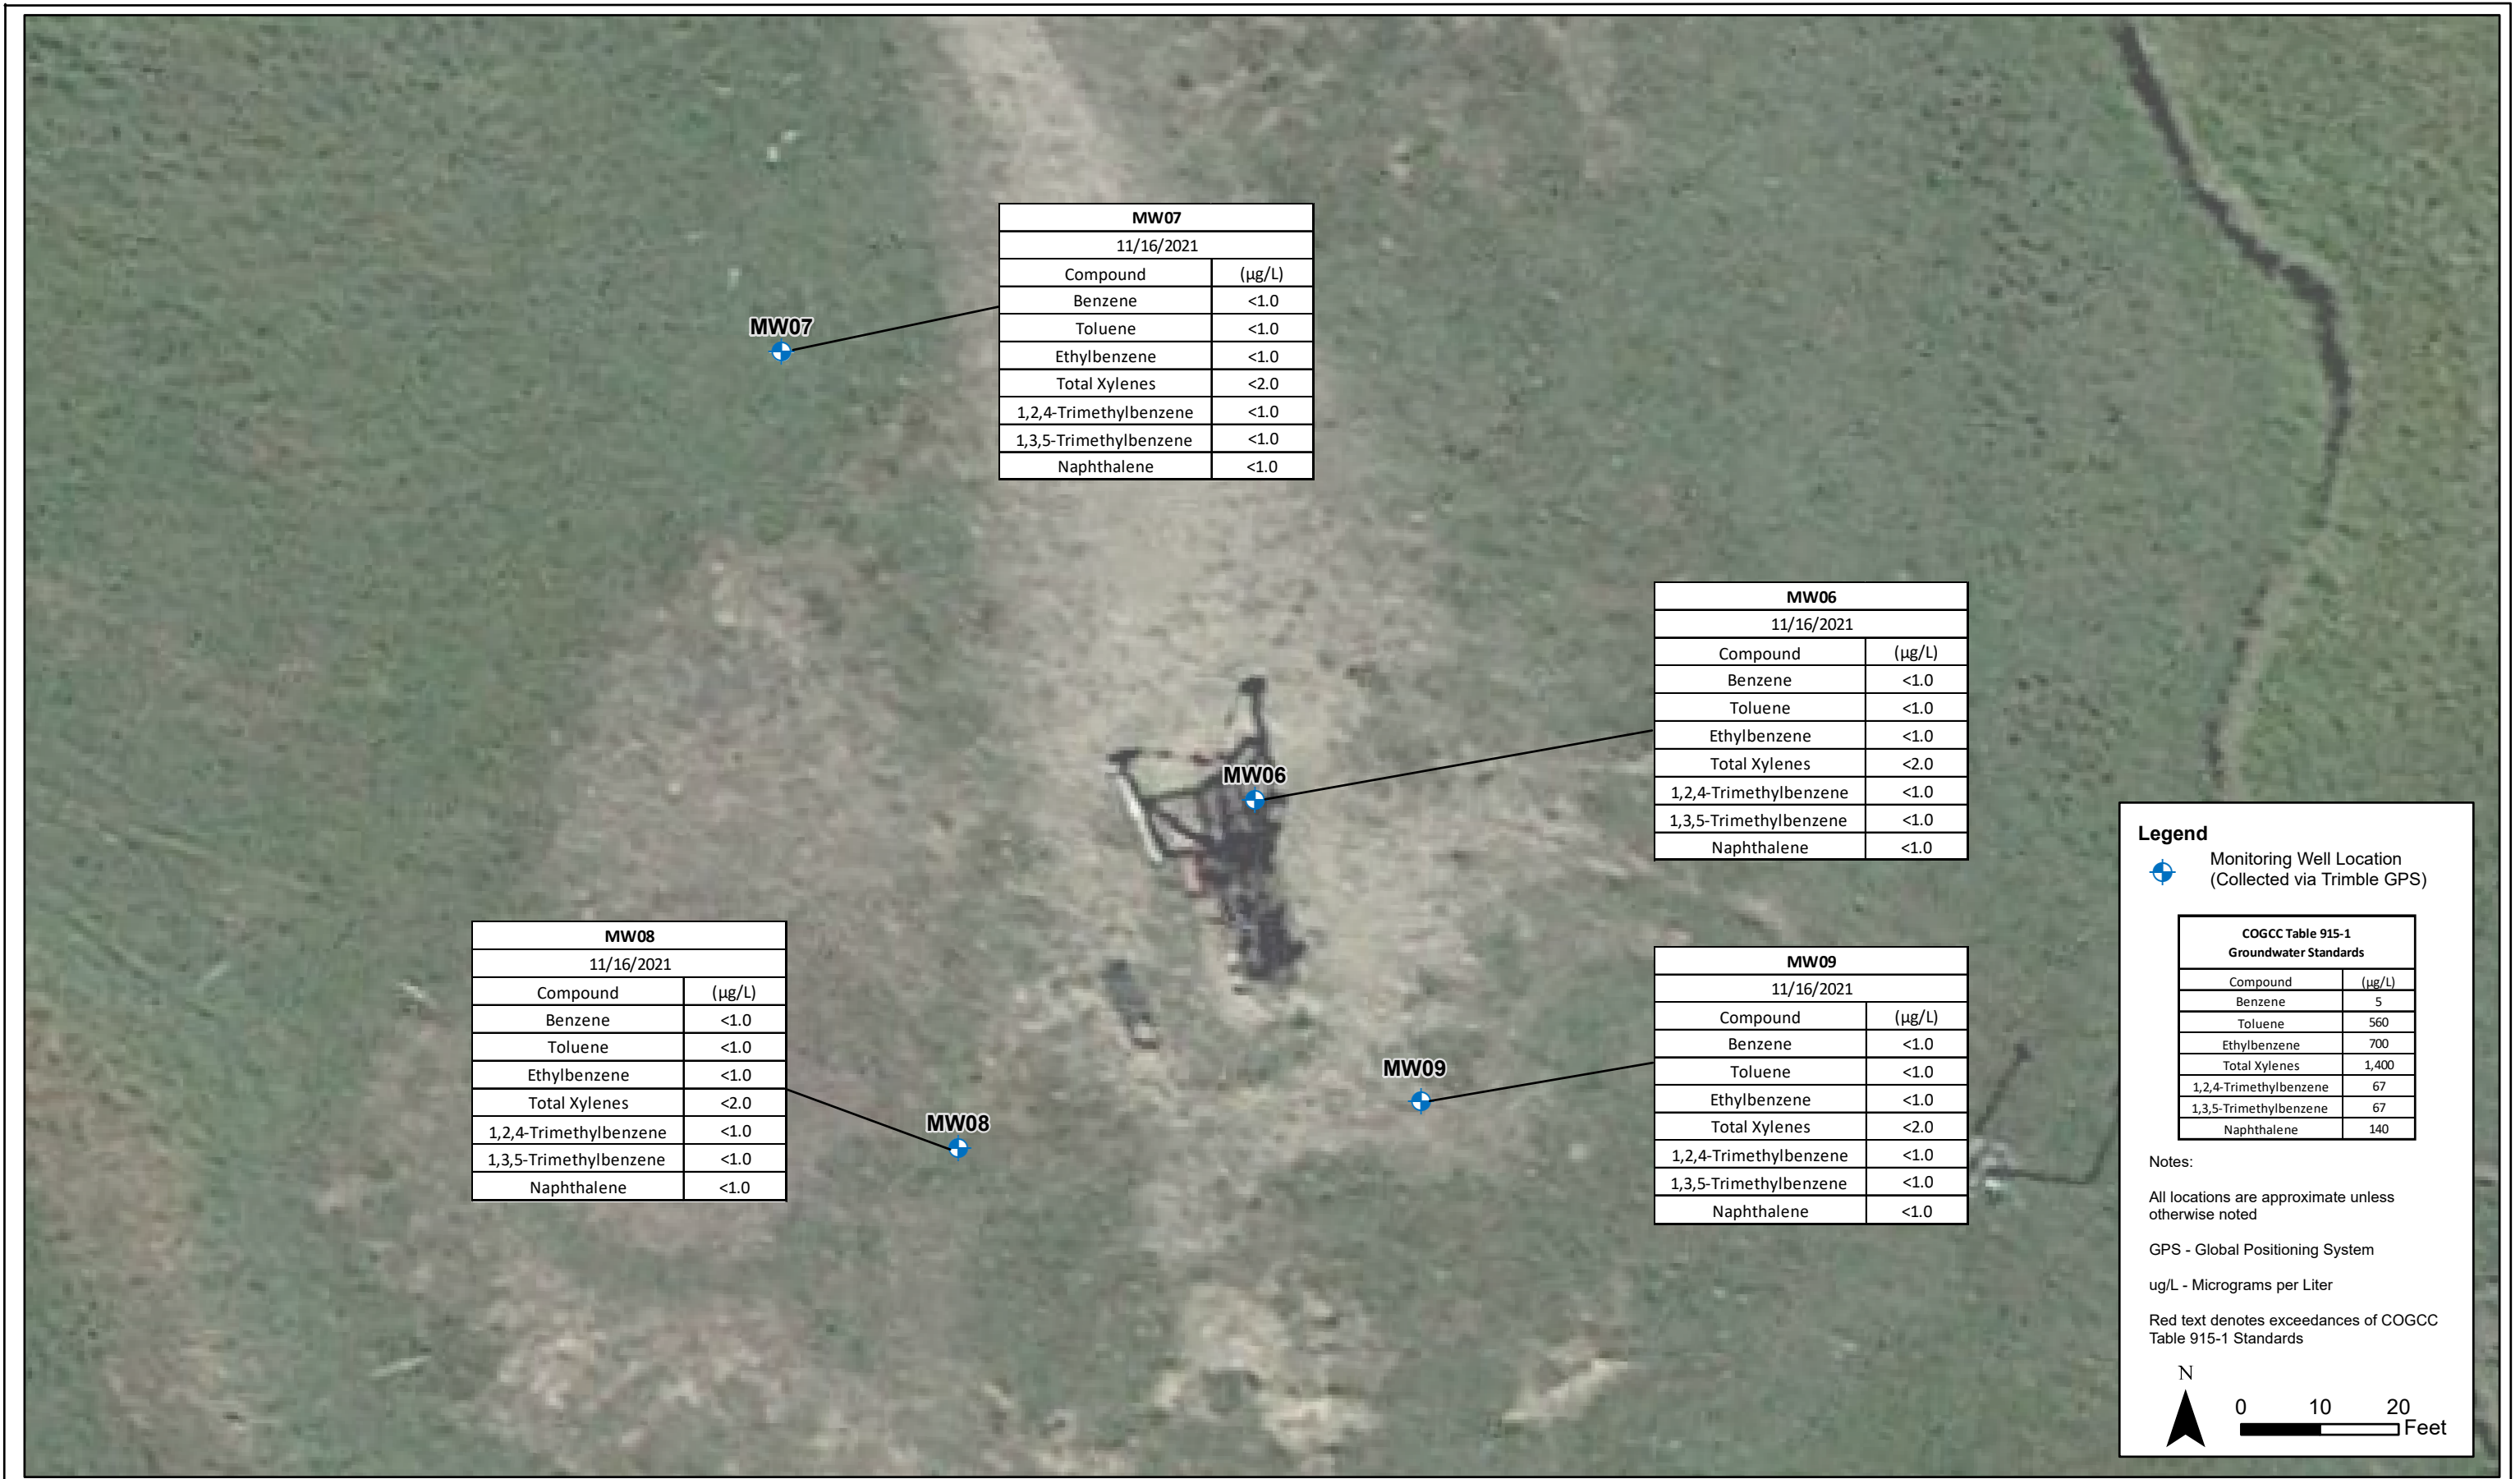 MW07
11/16/2021
Compound (µg/L)
Benzene <1.0
Toluene <1.0
Ethylbenzene <1.0
Total Xylenes <2.0
1,2,4-Trimethylbenzene <1.0
1,3,5-Trimethylbenzene <1.0
Naphthalene <1.0
MW07
MW06
11/16/2021
Compound (µg/L)
Benzene <1.0
Toluene <1.0
Ethylbenzene <1.0
Total Xylenes <2.0
1,2,4-Trimethylbenzene <1.0
1,3,5-Trimethylbenzene <1.0
Naphthalene <1.0
MW06
MW08
11/16/2021
Compound (µg/L)
Benzene <1.0
Toluene <1.0
Ethylbenzene <1.0
Total Xylenes <2.0
1,2,4-Trimethylbenzene <1.0
1,3,5-Trimethylbenzene <1.0
Naphthalene <1.0
MW08
MW09
11/16/2021
Compound (µg/L)
Benzene <1.0
Toluene <1.0
Ethylbenzene <1.0
Total Xylenes <2.0
1,2,4-Trimethylbenzene <1.0
1,3,5-Trimethylbenzene <1.0
Naphthalene <1.0
MW09
Legend
Monitoring Well Location
(Collected via Trimble GPS)
COGCC Table 915-1
Groundwater Standards
Compound (µg/L)
Benzene 5
Toluene 560
Ethylbenzene 700
Total Xylenes 1,400
1,2,4-Trimethylbenzene 67
1,3,5-Trimethylbenzene 67
Naphthalene 140
Notes:
All locations are approximate unless
otherwise noted
GPS - Global Positioning System
ug/L - Micrograms per Liter
Red text denotes exceedances of COGCC
Table 915-1 Standards
N
0 10 20
Feet